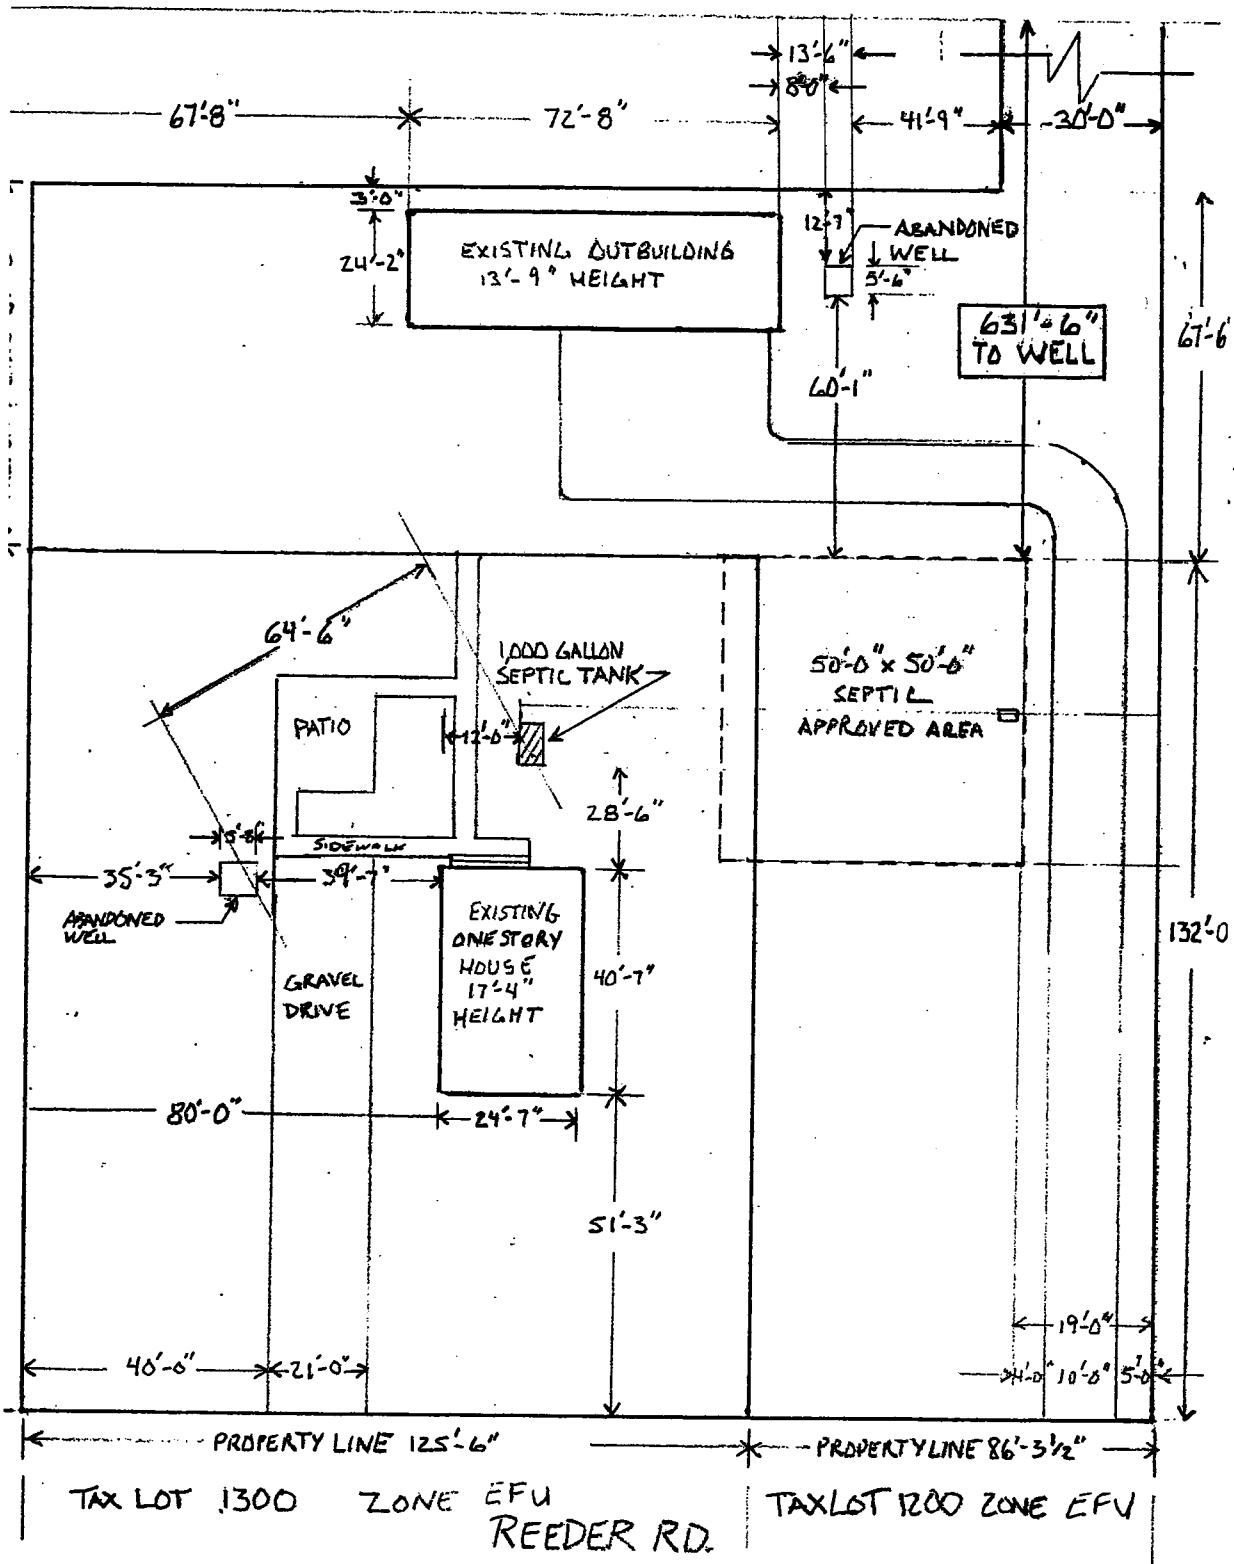 13'-6"
8'-0"
67'-8"
72'-8"
41'-9"
30'-0"
3'-0"
24'-2"
EXISTING OUTBUILDING
13'-9" HEIGHT
12'-7"
ABANDONED
WELL
5'-6"
631'-6"
TO WELL
67'-6
60'-1"
64'-6"
1,000 GALLON
SEPTIC TANK
50'-0" x 50'-0"
SEPTIC
APPROVED AREA
PATIO
12'-0"
28'-6"
SIDEWALK
35'-3"
39'-7"
ABANDONED
WELL
EXISTING
ONE STORY
HOUSE
17'-4"
HEIGHT
40'-7"
132'-0
GRAVEL
DRIVE
80'-0"
24'-7"
51'-3"
19'-0"
40'-0"
21'-0"
4'-0" 10'-0" 5'-0"
PROPERTY LINE 125'-6"
PROPERTY LINE 86'-3½"
TAX LOT 1300 ZONE EFU
TAX LOT 1200 ZONE EFU
REEDER RD.